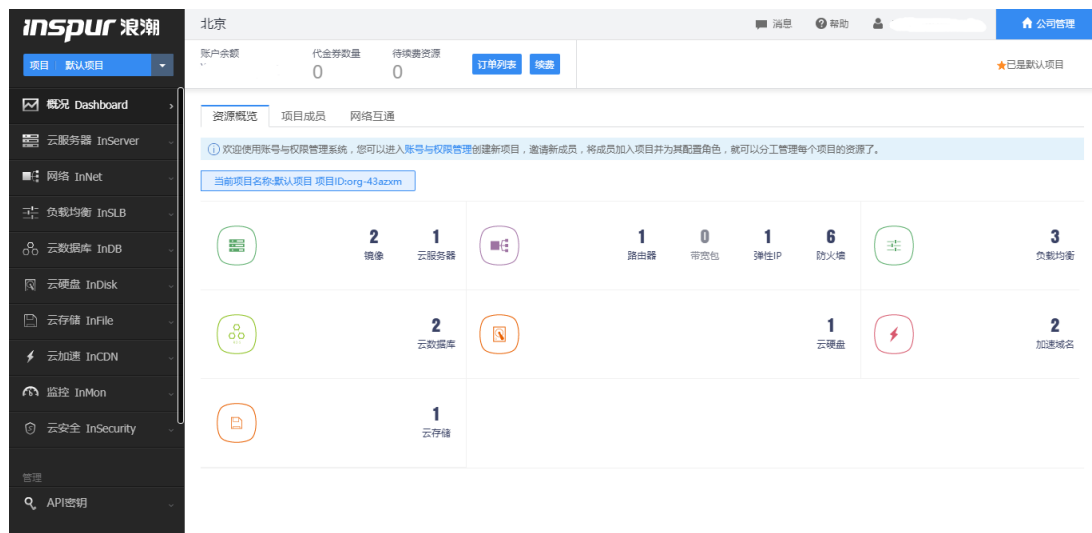 inspur 浪潮
北京
消息
帮助
公司管理
项目 默认项目
账户余额
代金券数量
0
待续费资源
0
订单列表
续费
★已是默认项目
概况 Dashboard
云服务器 InServer
网络 InNet
负载均衡 InSLB
云数据库 InDB
云硬盘 InDisk
云存储 InFile
云加速 InCDN
监控 InMon
云安全 InSecurity
管理
API密钥
资源概览 项目成员 网络互通
欢迎使用账号与权限管理系统，您可以进入账号与权限管理创建新项目，邀请新成员，将成员加入项目并为其配置角色，就可以分工管理每个项目的资源了。
当前项目名称:默认项目 项目ID:org-43azxm
2
镜像
1
云服务器
1
路由器
0
带宽包
1
弹性IP
6
防火墙
3
负载均衡
2
云数据库
1
云硬盘
2
加速域名
1
云存储